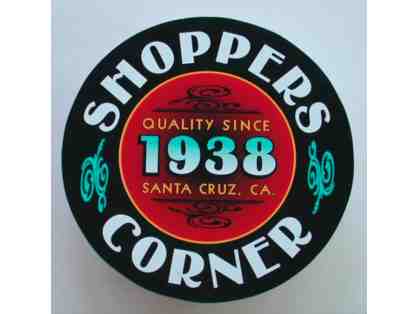 SHOPPERS
QUALITY SINCE
1938
SANTA CRUZ, CA.
CORNER